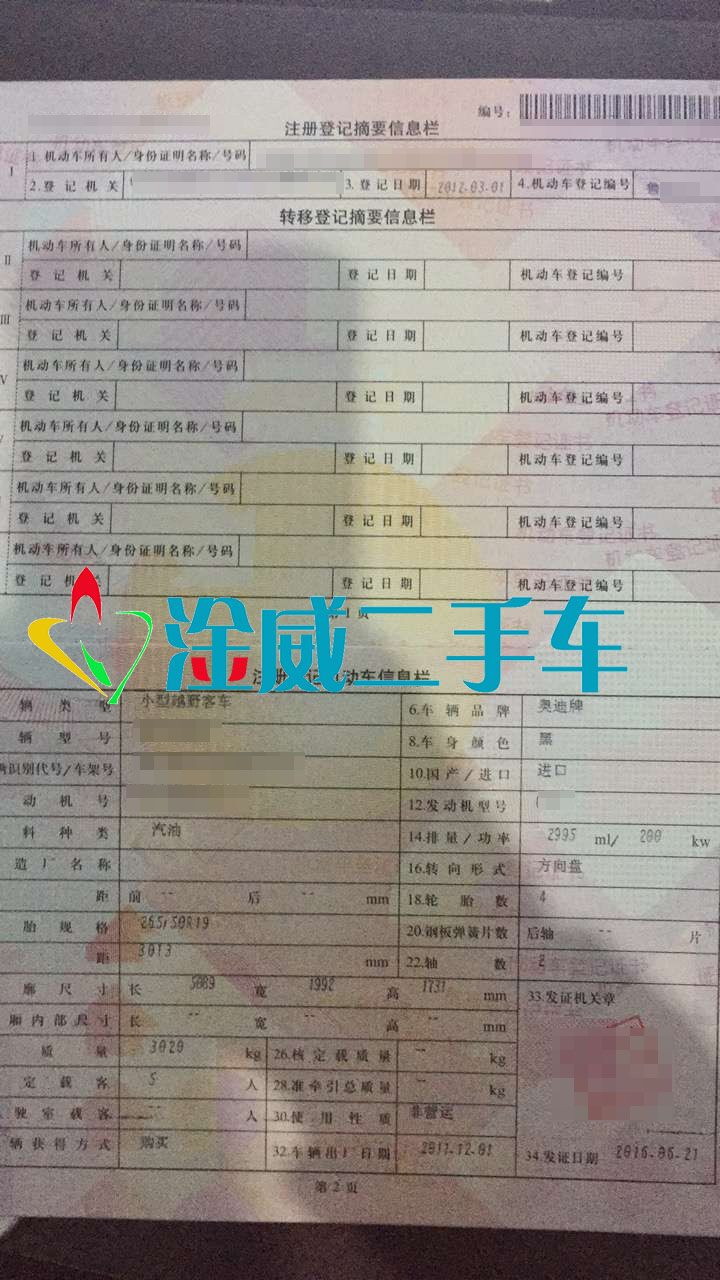 编号：
注册登记摘要信息栏
I 1.机动车所有人/身份证明名称/号码
2.登记机关 3.登记日期 2012-03-01 4.机动车登记编号 鲁
转移登记摘要信息栏
II 机动车所有人/身份证明名称/号码
登记机关 登记日期 机动车登记编号
III 机动车所有人/身份证明名称/号码
登记机关 登记日期 机动车登记编号
V 机动车所有人/身份证明名称/号码
登记机关 登记日期 机动车登记编号
机动车所有人/身份证明名称/号码
登记机关 登记日期 机动车登记编号
机动车所有人/身份证明名称/号码
登记机关 登记日期 机动车登记编号
机动车所有人/身份证明名称/号码
登记机关 登记日期 机动车登记编号
1页
淦威二手车
注册登记机动车信息栏
辆类型 小型越野客车 6.车辆品牌 奥迪牌
辆型号 8.车身颜色 黑
识别代号/车架号 10.国产/进口 进口
动机号 12.发动机型号
料种类 汽油 14.排量/功率 2995 ml/ 200 kw
造厂名称 16.转向形式 方向盘
距 前 -- 后 -- mm 18.轮胎数 4
胎规格 265/50R19 20.钢板弹簧片数 后轴 -- 片
距 3013 mm 22.轴数 2
廓尺寸 长 5089 宽 1992 高 1737 mm 33.发证机关章
厢内部尺寸 长 -- 宽 -- 高 -- mm
质量 3020 kg 26.核定载质量 -- kg
定载客 5 人 28.准牵引总质量 -- kg
驶室载客 -- 人 30.使用性质 非营运
辆获得方式 购买 32.车辆出厂日期 2011-12-01 34.发证日期 2016-06-21
第2页